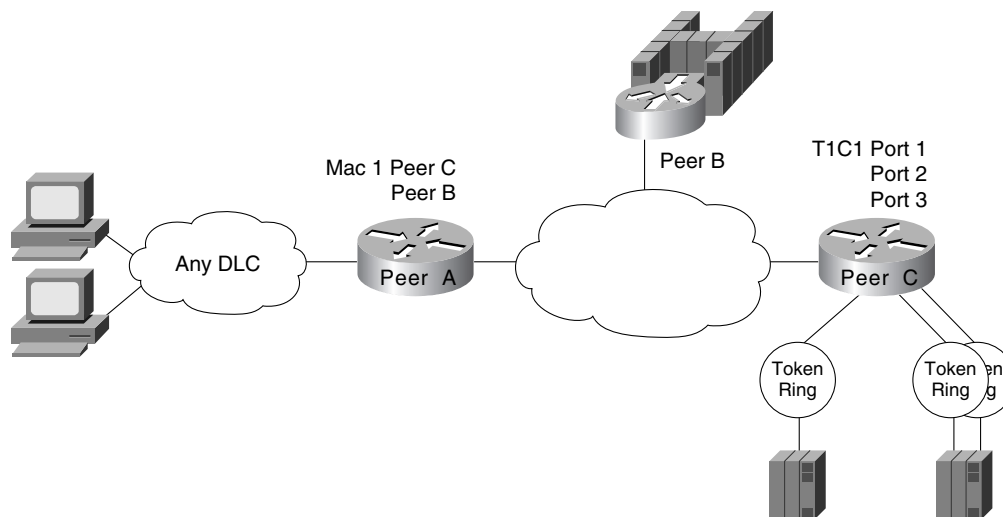 Mac 1 Peer C
Peer B
Peer B
T1C1 Port 1
Port 2
Port 3
Any DLC
Peer A
Peer C
Token
Ring
Token
Ring
en
g